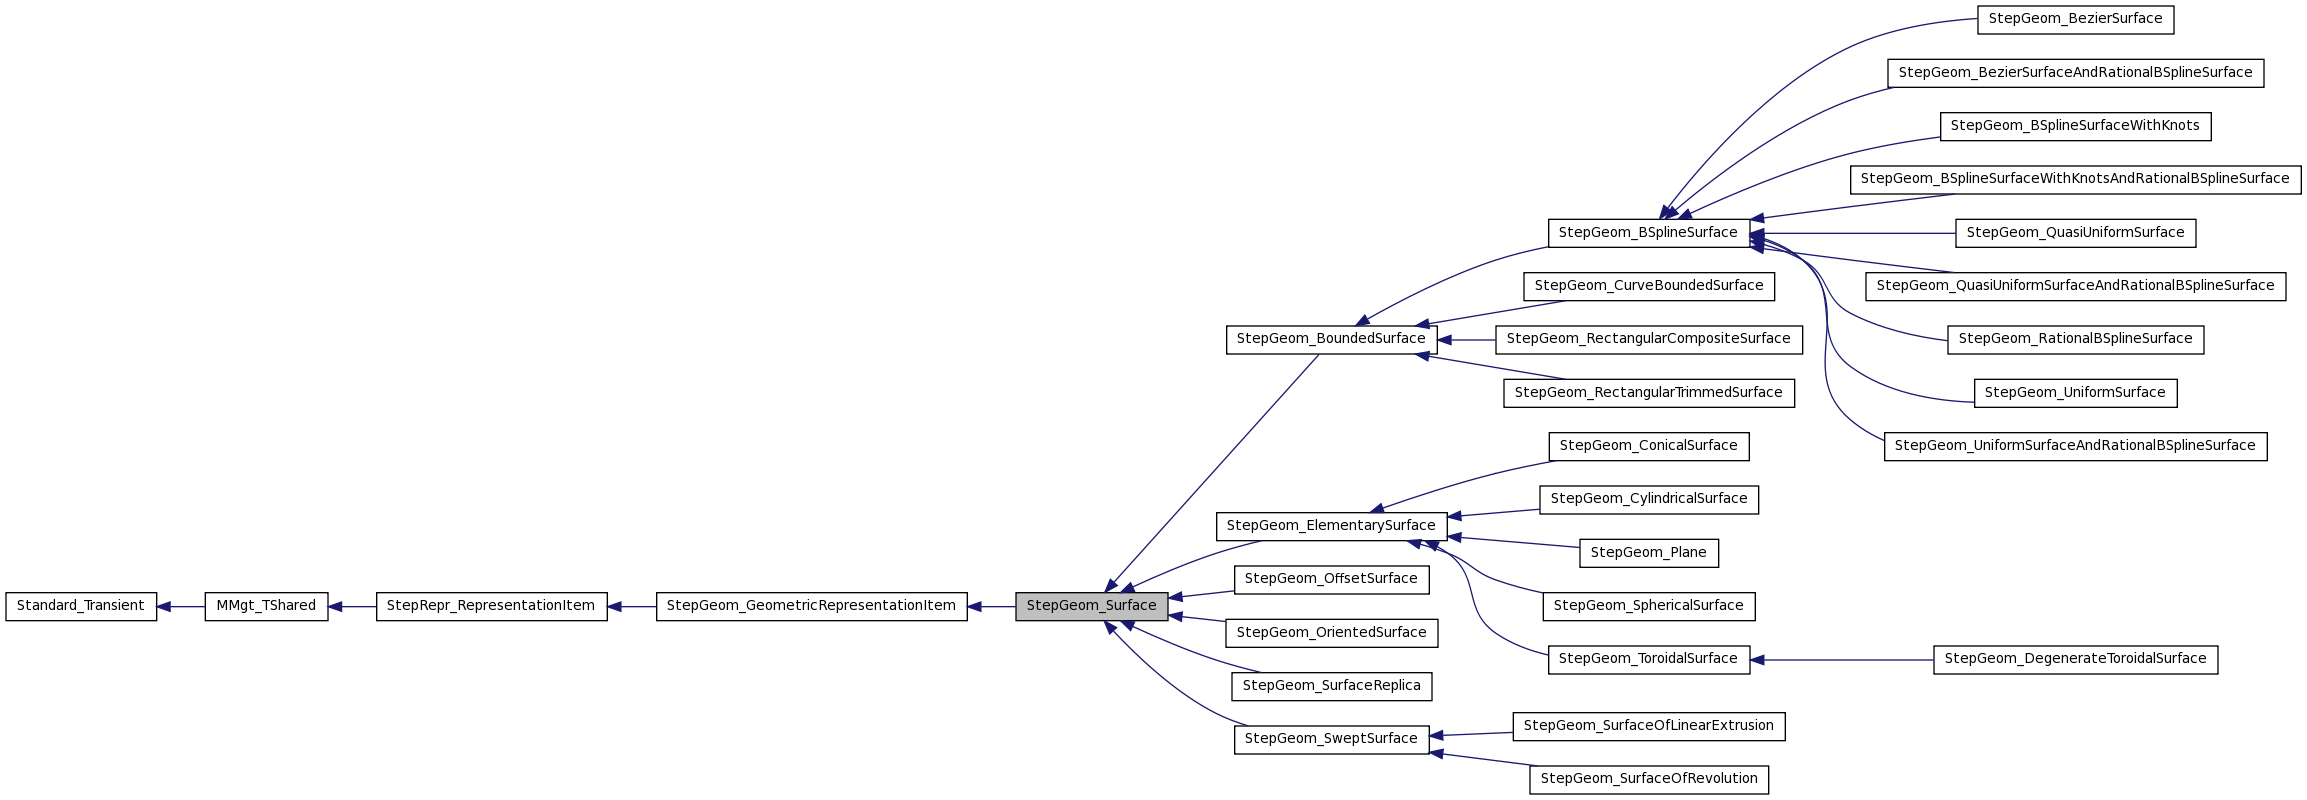 StepGeom_BezierSurface
StepGeom_BezierSurfaceAndRationalBSplineSurface
StepGeom_BSplineSurfaceWithKnots
StepGeom_BSplineSurfaceWithKnotsAndRationalBSplineSurface
StepGeom_BSplineSurface
StepGeom_QuasiUniformSurface
StepGeom_CurveBoundedSurface
StepGeom_QuasiUniformSurfaceAndRationalBSplineSurface
StepGeom_BoundedSurface
StepGeom_RectangularCompositeSurface
StepGeom_RationalBSplineSurface
StepGeom_RectangularTrimmedSurface
StepGeom_UniformSurface
StepGeom_ConicalSurface
StepGeom_UniformSurfaceAndRationalBSplineSurface
StepGeom_CylindricalSurface
StepGeom_ElementarySurface
StepGeom_Plane
StepGeom_OffsetSurface
Standard_Transient
MMgt_TShared
StepRepr_RepresentationItem
StepGeom_GeometricRepresentationItem
StepGeom_Surface
StepGeom_SphericalSurface
StepGeom_OrientedSurface
StepGeom_ToroidalSurface
StepGeom_DegenerateToroidalSurface
StepGeom_SurfaceReplica
StepGeom_SurfaceOfLinearExtrusion
StepGeom_SweptSurface
StepGeom_SurfaceOfRevolution